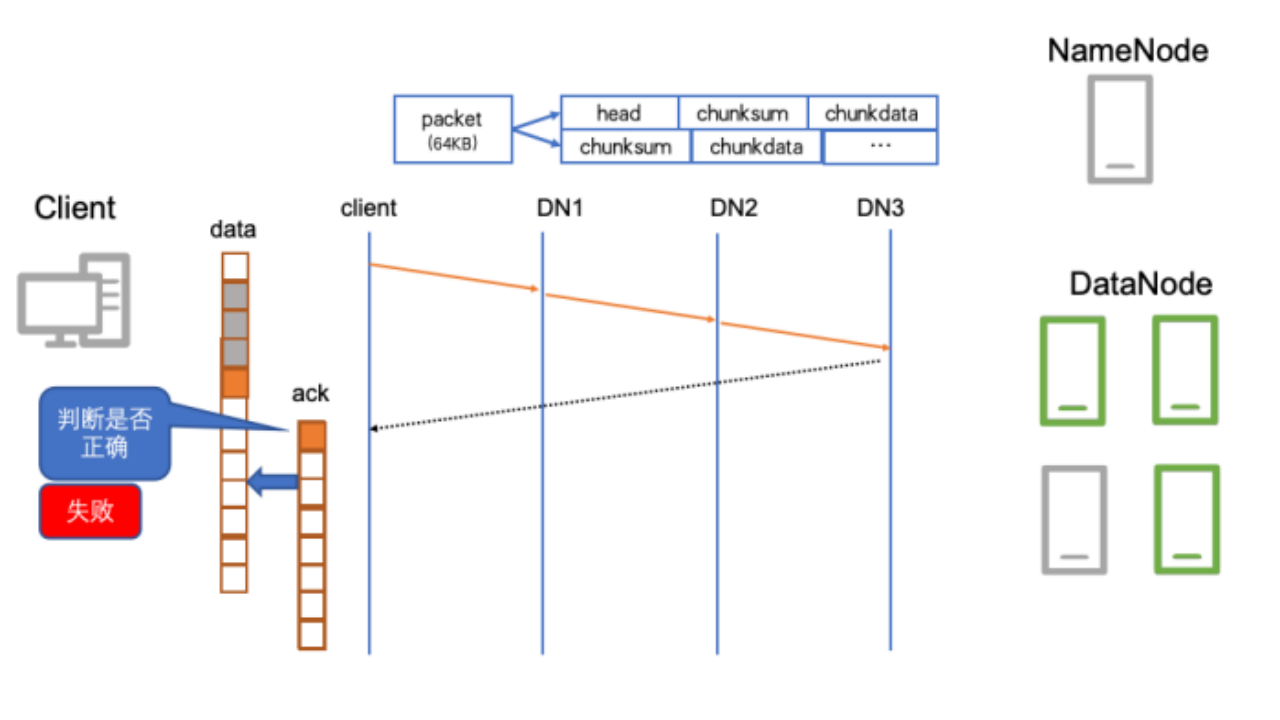 NameNode
packet
(64KB)
head
chunksum
chunkdata
chunksum
chunkdata
...
Client
data
client
DN1
DN2
DN3
DataNode
ack
判断是否
正确
失败